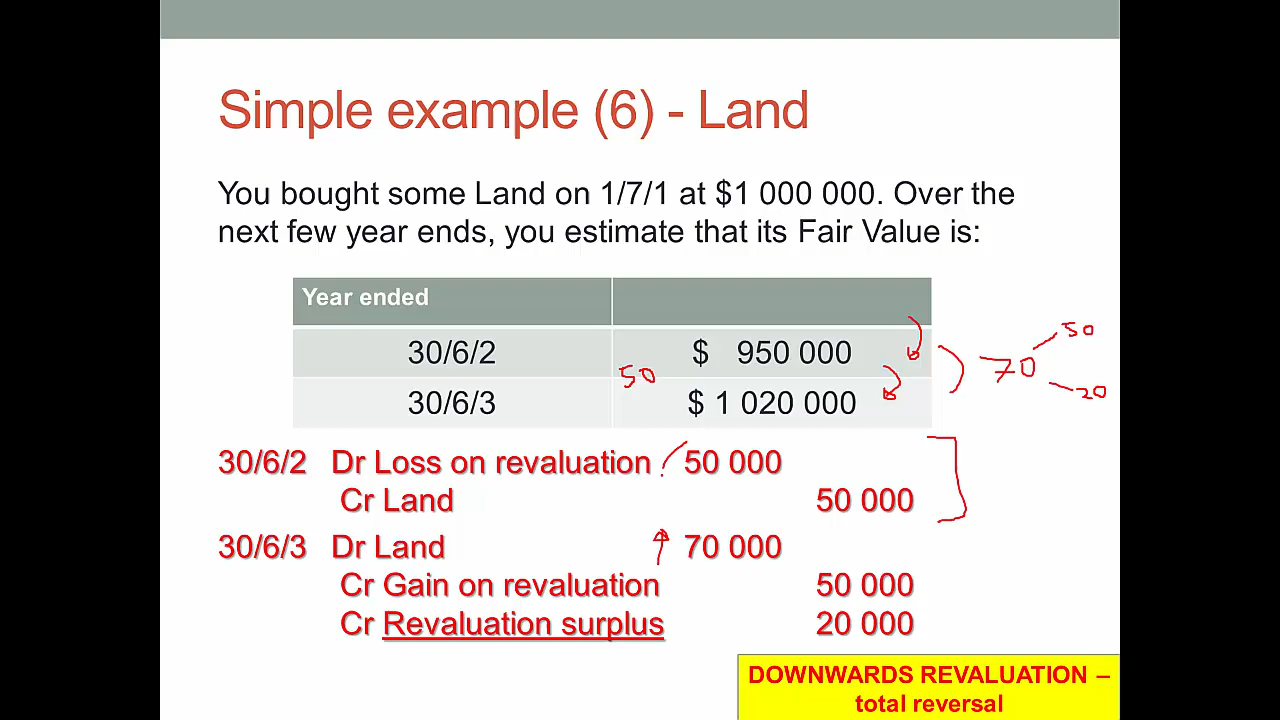 Simple example (6) - Land
You bought some Land on 1/7/1 at $1 000 000. Over the
next few year ends, you estimate that its Fair Value is:
Year ended
30/6/2 $ 950 000
50
30/6/3 $ 1 020 000
70
50
20
30/6/2 Dr Loss on revaluation 50 000
Cr Land 50 000
30/6/3 Dr Land 70 000
Cr Gain on revaluation 50 000
Cr Revaluation surplus 20 000
DOWNWARDS REVALUATION –
total reversal